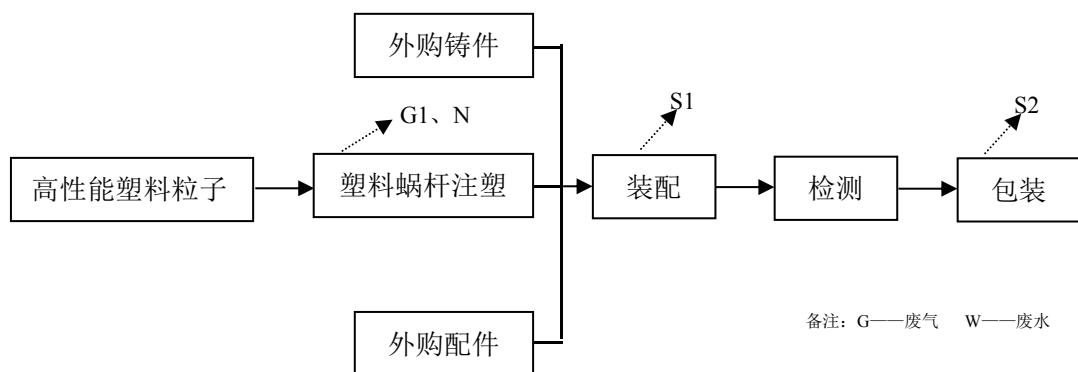 外购铸件
G1、N
S1
S2
高性能塑料粒子
塑料蜗杆注塑
装配
检测
包装
外购配件
备注：G——废气 W——废水